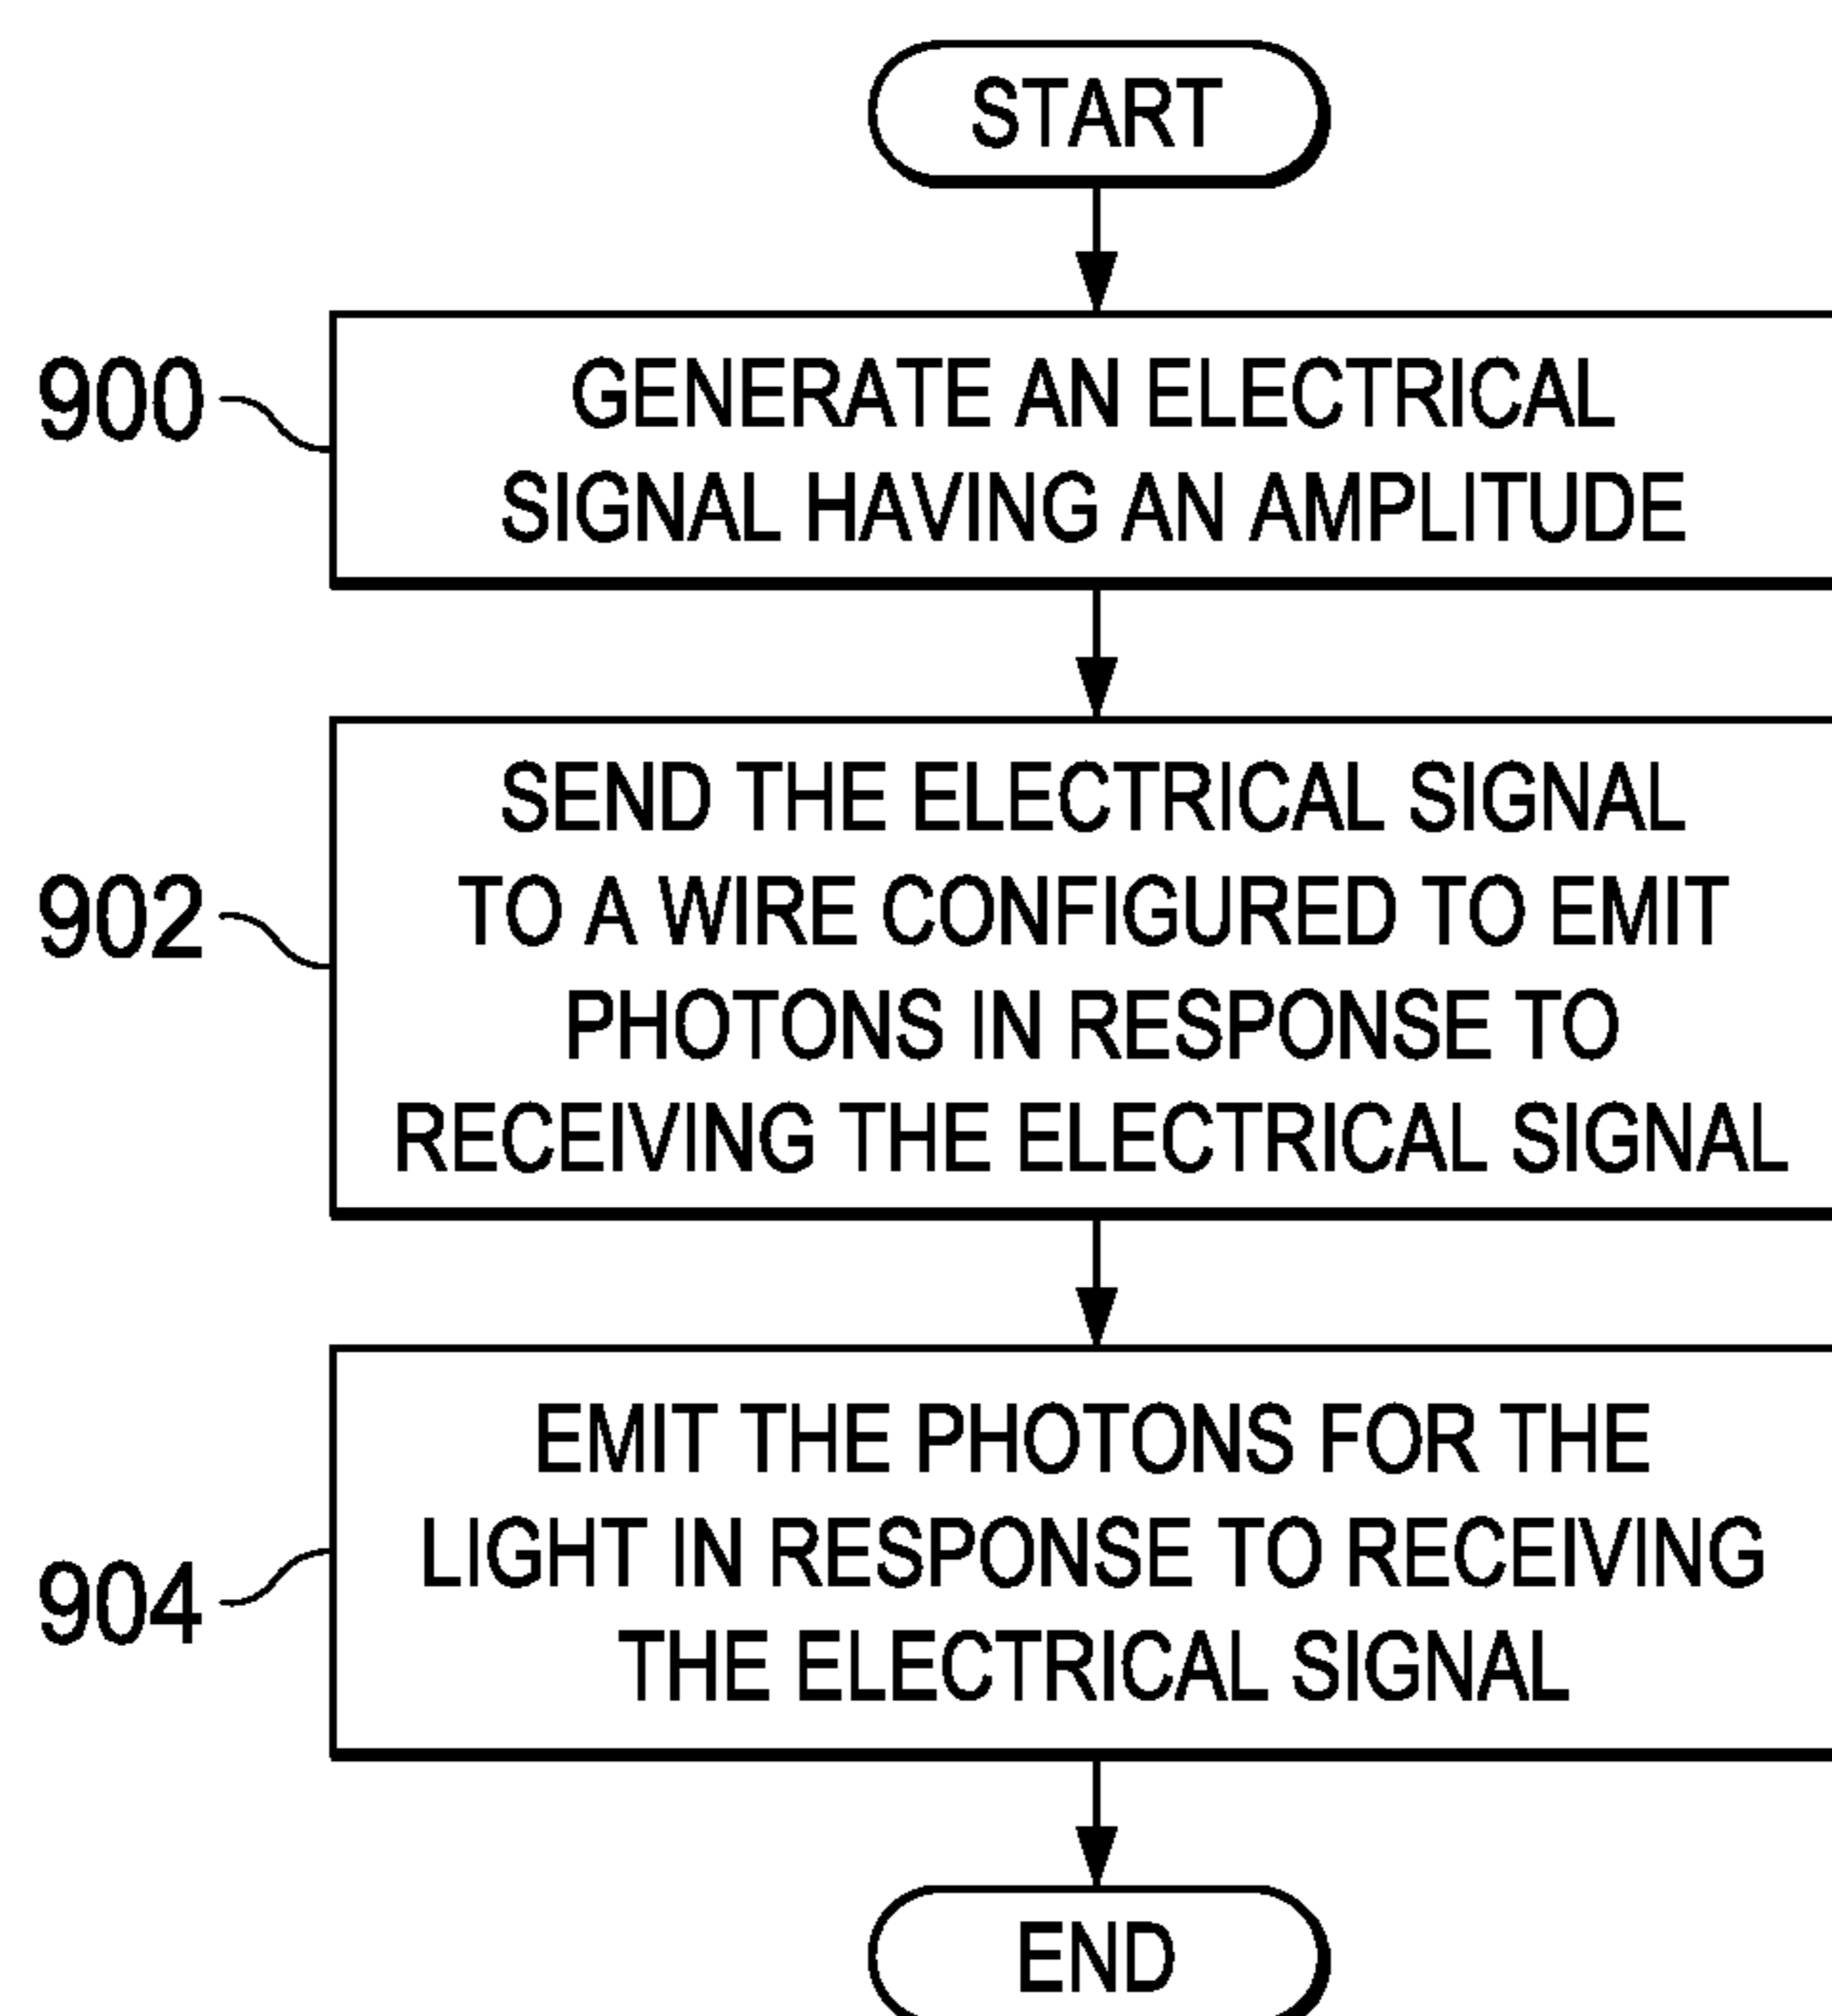 START
900
GENERATE AN ELECTRICAL
SIGNAL HAVING AN AMPLITUDE
902
SEND THE ELECTRICAL SIGNAL
TO A WIRE CONFIGURED TO EMIT
PHOTONS IN RESPONSE TO
RECEIVING THE ELECTRICAL SIGNAL
904
EMIT THE PHOTONS FOR THE
LIGHT IN RESPONSE TO RECEIVING
THE ELECTRICAL SIGNAL
END